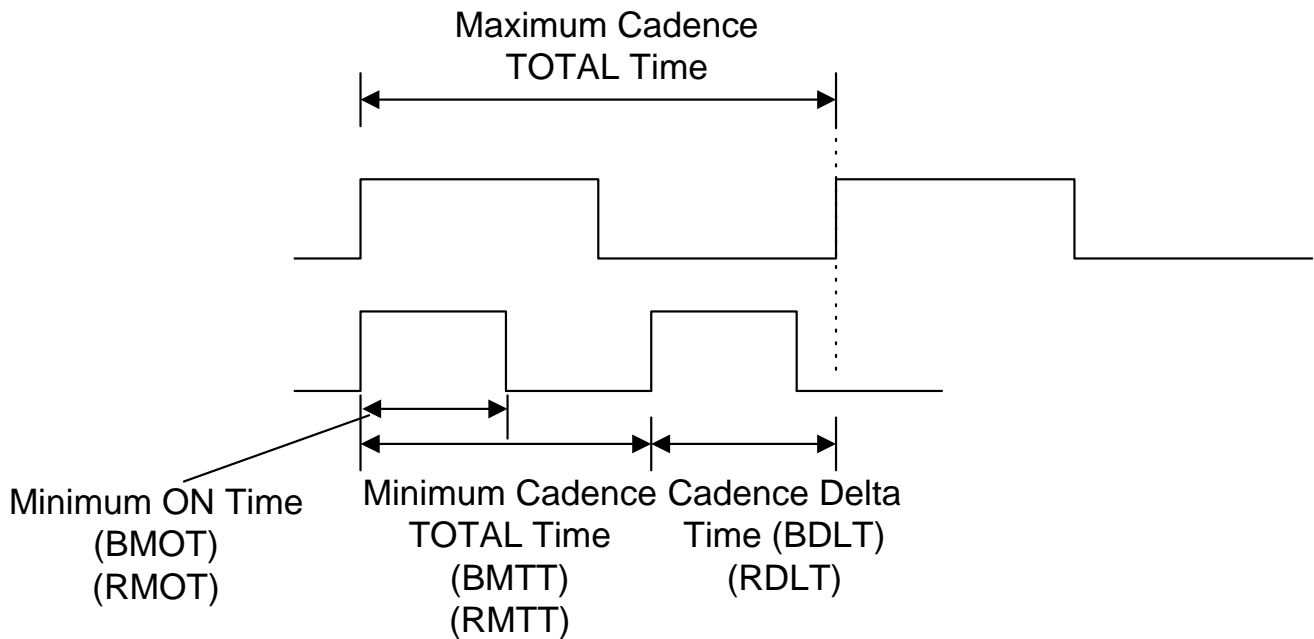 Maximum Cadence
TOTAL Time
Minimum ON Time
(BMOT)
(RMOT)
Minimum Cadence
TOTAL Time
(BMTT)
(RMTT)
Cadence Delta
Time (BDLT)
(RDLT)